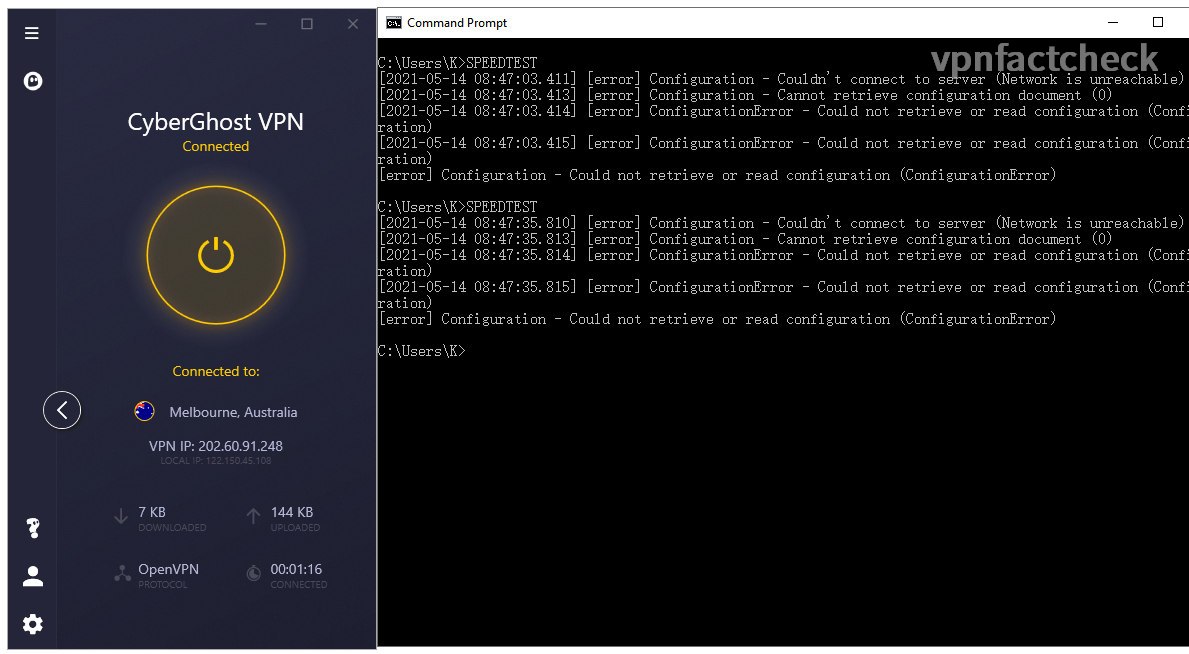 CyberGhost VPN
Connected
Connected to:
Melbourne, Australia
VPN IP: 202.60.91.248
LOCAL IP: 122.150.45.108
7 KB
DOWNLOADED
144 KB
UPLOADED
OpenVPN
PROTOCOL
00:01:16
CONNECTED
C:\. Command Prompt
vpnfactcheck
C:\Users\K>SPEEDTEST
[2021-05-14 08:47:03.411] [error] Configuration - Couldn't connect to server (Network is unreachable)
[2021-05-14 08:47:03.413] [error] Configuration - Cannot retrieve configuration document (0)
[2021-05-14 08:47:03.414] [error] ConfigurationError - Could not retrieve or read configuration (Confi
ration)
[2021-05-14 08:47:03.415] [error] ConfigurationError - Could not retrieve or read configuration (Confi
ration)
[error] Configuration - Could not retrieve or read configuration (ConfigurationError)
C:\Users\K>SPEEDTEST
[2021-05-14 08:47:35.810] [error] Configuration - Couldn't connect to server (Network is unreachable)
[2021-05-14 08:47:35.813] [error] Configuration - Cannot retrieve configuration document (0)
[2021-05-14 08:47:35.814] [error] ConfigurationError - Could not retrieve or read configuration (Confi
ration)
[2021-05-14 08:47:35.815] [error] ConfigurationError - Could not retrieve or read configuration (Confi
ration)
[error] Configuration - Could not retrieve or read configuration (ConfigurationError)
C:\Users\K>